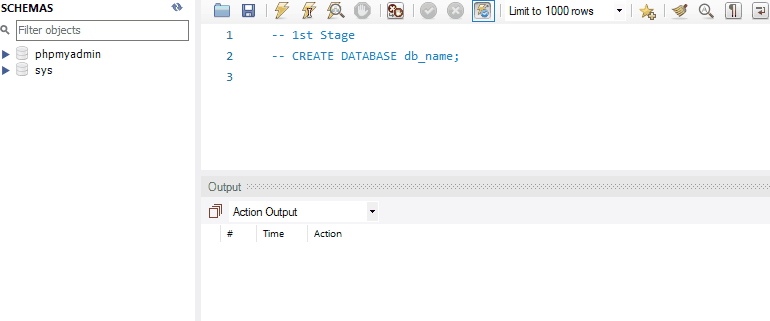 SCHEMAS
Filter objects
phpmyadmin
sys
Limit to 1000 rows
1 -- 1st Stage
2 -- CREATE DATABASE db_name;
3
Output
Action Output
# Time Action